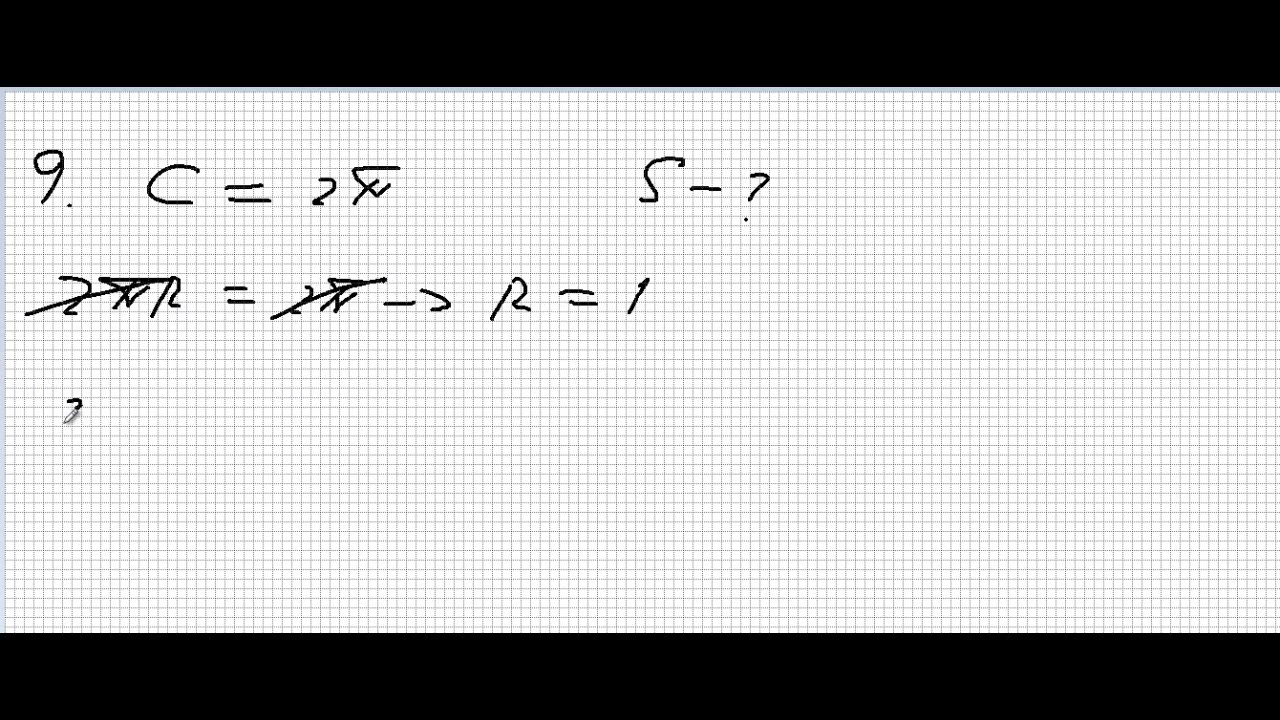 9. C = 2π S - ?
2πR = 2π -> R = 1